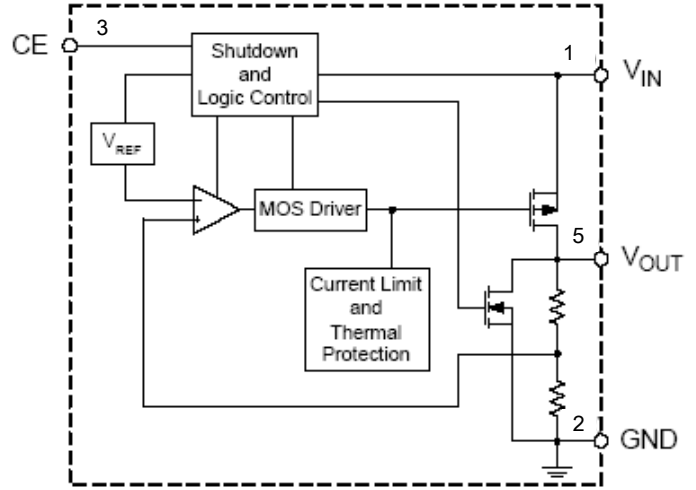 CE
3
Shutdown
and
Logic Control
1
VIN
VREF
MOS Driver
5
VOUT
Current Limit
and
Thermal
Protection
2
GND